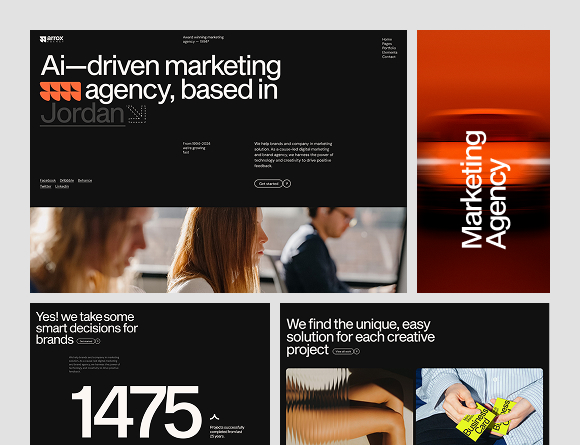 arrox
Award winning marketing
agency — 1996*
Home
Pages
Portfolio
Elements
Contact
Ai—driven marketing
agency, based in
Jordan
From 1996-2024
we're growing
fast
We help brands and company in marketing
solution. As a cause-led digital marketing
and brand agency, we harness the power of
technology and creativity to drive positive
feedback.
Get started
Facebook Dribbble Behance
Twitter Linkedin
Marketing
Agency
Yes! we take some
smart decisions for
brands
1475
Projects successfully
completed from last
25 years.
We find the unique, easy
solution for each creative
project
View all work
Business
Card